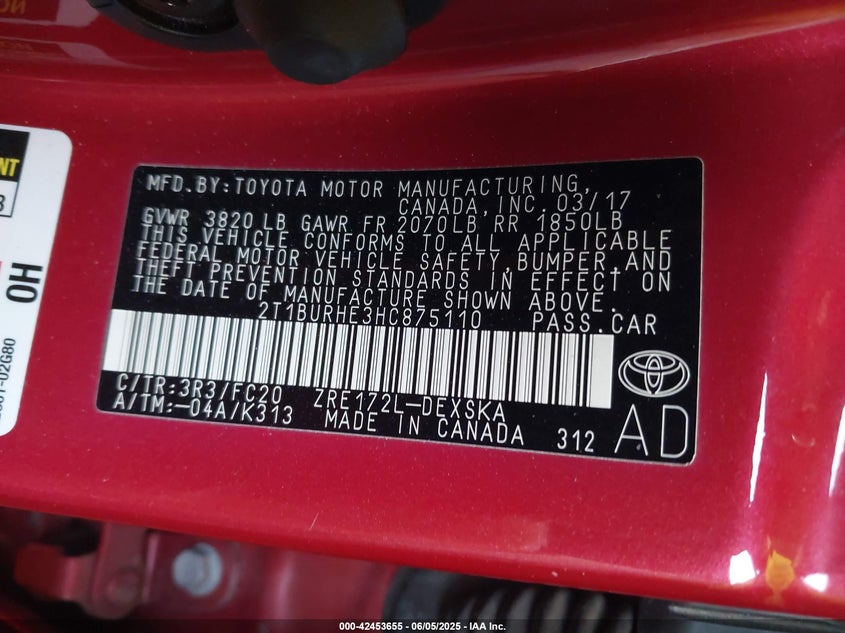 MFD.BY:TOYOTA MOTOR MANUFACTURING,
CANADA,INC.03/17
GVWR 3820LB GAWR FR 2070LB,RR 1850LB
THIS VEHICLE CONFORMS TO ALL APPLICABLE
FEDERAL MOTOR VEHICLE SAFETY,BUMPER,AND
THEFT PREVENTION STANDARDS IN EFFECT ON
THE DATE OF MANUFACTURE SHOWN ABOVE.
2T1BURHE3HC875110 PASS.CAR
C/TR:3R3/FC20 ZRE172L-DEXSKA
A/TM:-04A/K313 MADE IN CANADA 312 AD
OH
-02G80
000-42453655 - 06/05/2025 - IAA Inc.